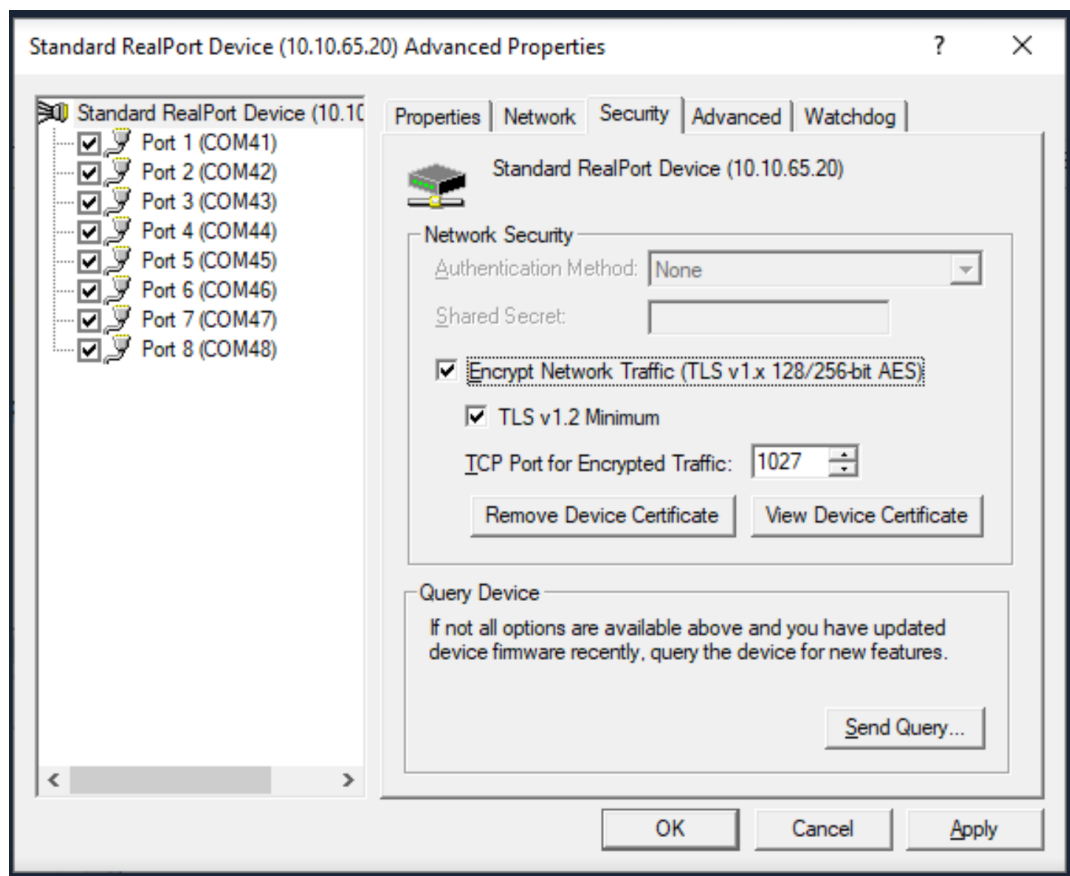 Standard RealPort Device (10.10.65.20) Advanced Properties
?
Standard RealPort Device (10.10
Port 1 (COM41)
Port 2 (COM42)
Port 3 (COM43)
Port 4 (COM44)
Port 5 (COM45)
Port 6 (COM46)
Port 7 (COM47)
Port 8 (COM48)
Properties Network Security Advanced Watchdog
Standard RealPort Device (10.10.65.20)
Network Security
Authentication Method: None
Shared Secret:
Encrypt Network Traffic (TLS v1.x 128/256-bit AES)
TLS v1.2 Minimum
TCP Port for Encrypted Traffic: 1027
Remove Device Certificate View Device Certificate
Query Device
If not all options are available above and you have updated
device firmware recently, query the device for new features.
Send Query...
OK Cancel Apply